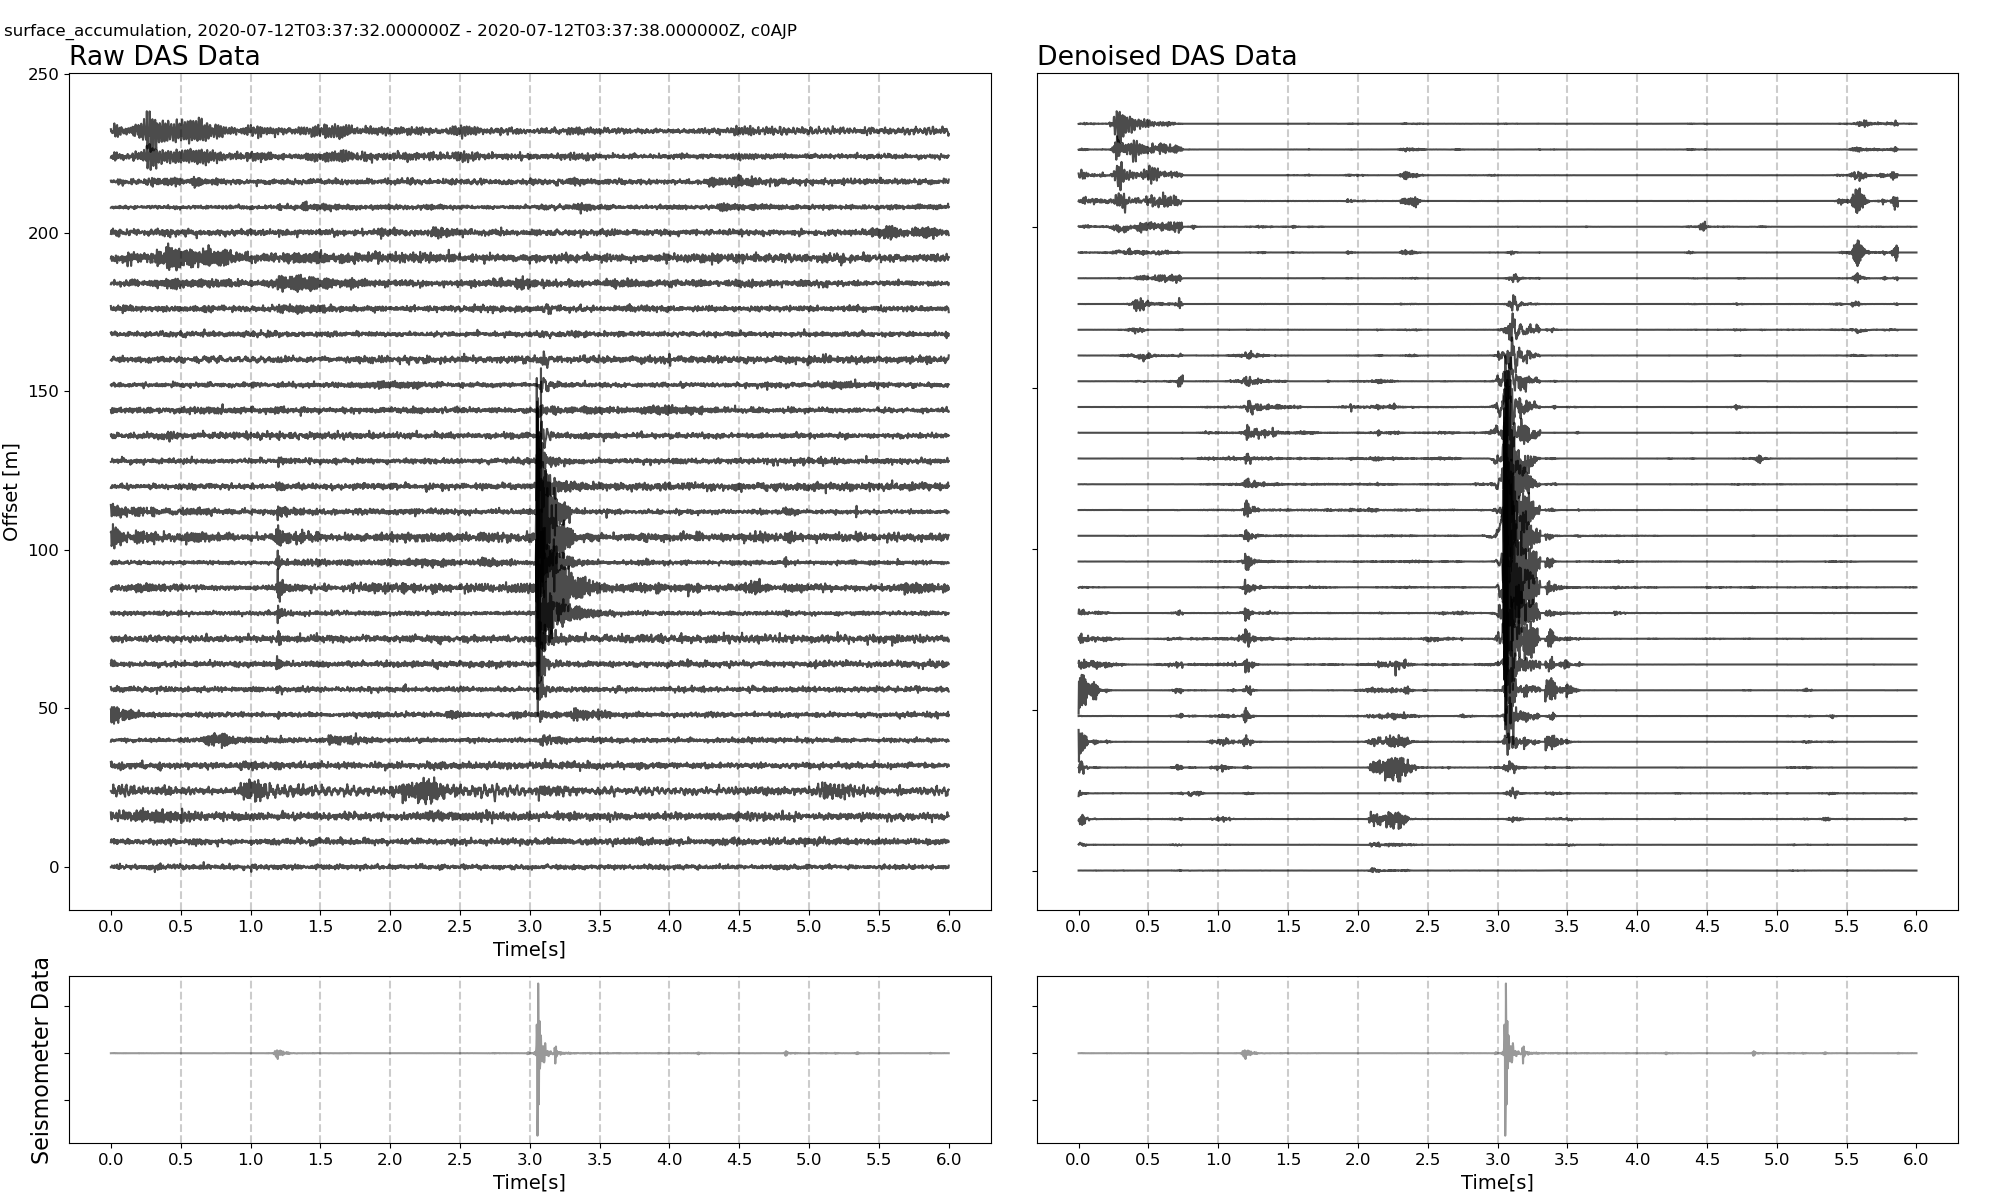 surface_accumulation, 2020-07-12T03:37:32.000000Z - 2020-07-12T03:37:38.000000Z, c0AJP
Raw DAS Data
Denoised DAS Data
250
200
150
100
50
0
Offset [m]
0.0 0.5 1.0 1.5 2.0 2.5 3.0 3.5 4.0 4.5 5.0 5.5 6.0
Time[s]
0.0 0.5 1.0 1.5 2.0 2.5 3.0 3.5 4.0 4.5 5.0 5.5 6.0
Seismometer Data
0.0 0.5 1.0 1.5 2.0 2.5 3.0 3.5 4.0 4.5 5.0 5.5 6.0
Time[s]
0.0 0.5 1.0 1.5 2.0 2.5 3.0 3.5 4.0 4.5 5.0 5.5 6.0
Time[s]